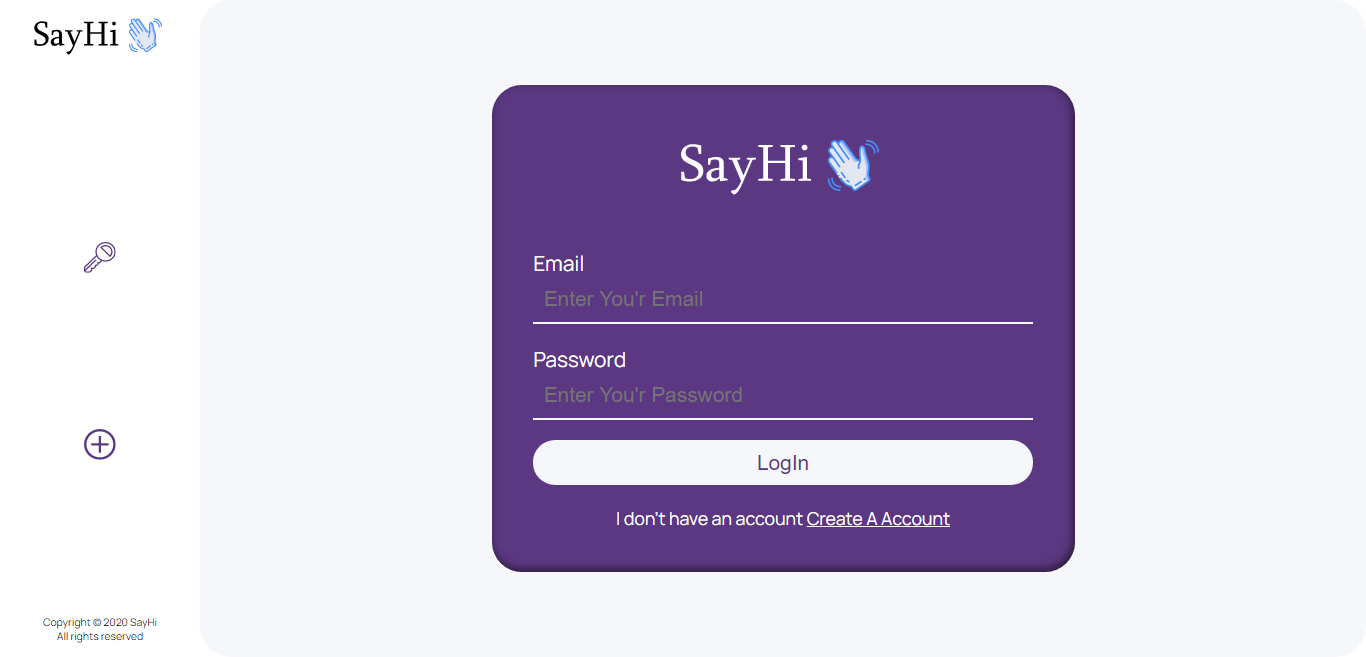 SayHi
SayHi
Email
Enter You'r Email
Password
Enter You'r Password
LogIn
I don't have an account Create A Account
Copyright © 2020 SayHi
All rights reserved